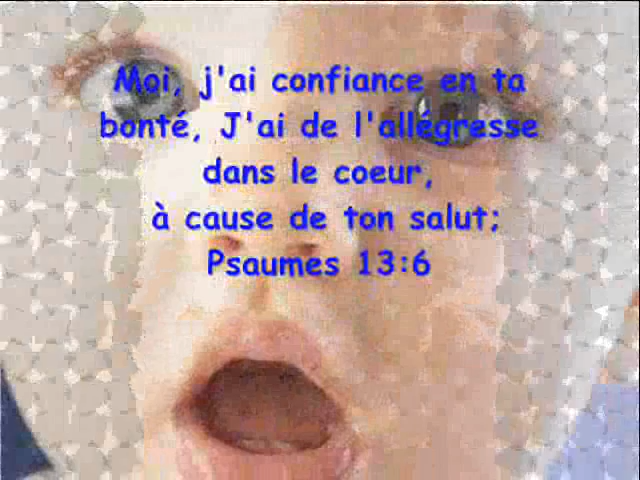 Moi, j'ai confiance en ta
bonté, J'ai de l'allégresse
dans le coeur,
à cause de ton salut;
Psaumes 13:6